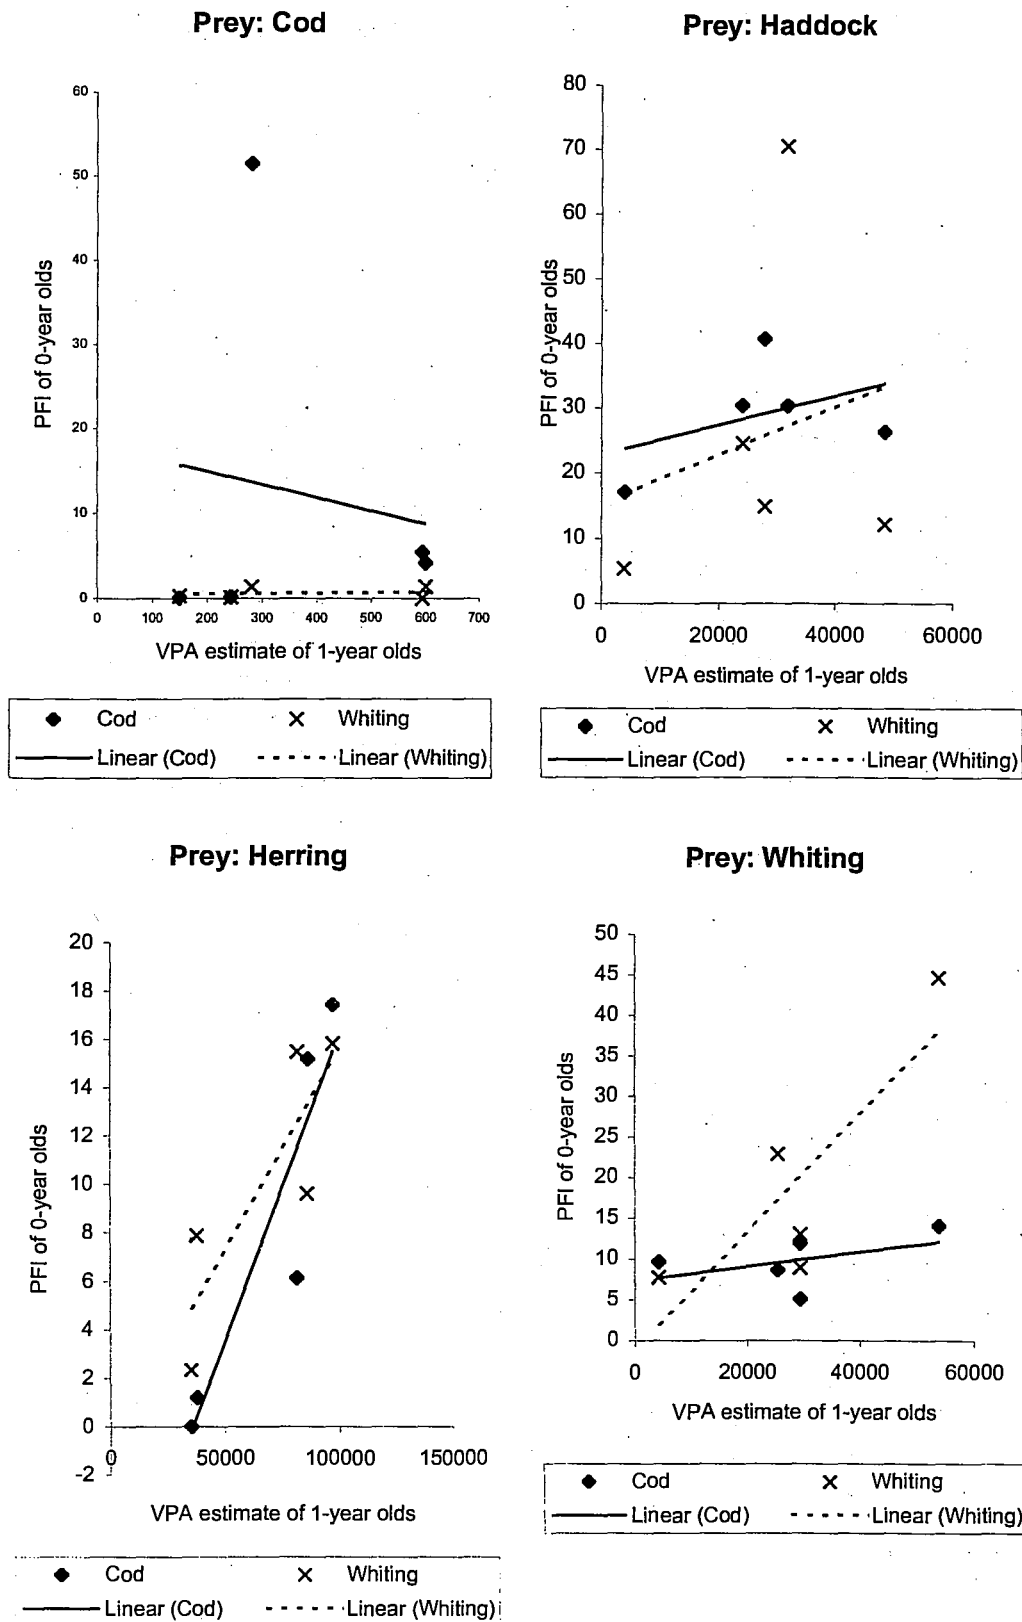 Prey: Cod
60
50
40
30
20
10
0
0
100
200
300
400
500
600
700
PFI of 0-year olds
VPA estimate of 1-year olds
Cod
Whiting
Linear (Cod)
Linear (Whiting)
Prey: Haddock
80
70
60
50
40
30
20
10
0
0
20000
40000
60000
PFI of 0-year olds
VPA estimate of 1-year olds
Cod
Whiting
Linear (Cod)
Linear (Whiting)
Prey: Herring
20
18
16
14
12
10
8
6
4
2
0
-2
0
50000
100000
150000
PFI of 0-year olds
VPA estimate of 1-year olds
Cod
Whiting
Linear (Cod)
Linear (Whiting)
Prey: Whiting
50
45
40
35
30
25
20
15
10
5
0
0
20000
40000
60000
PFI of 0-year olds
VPA estimate of 1-year olds
Cod
Whiting
Linear (Cod)
Linear (Whiting)